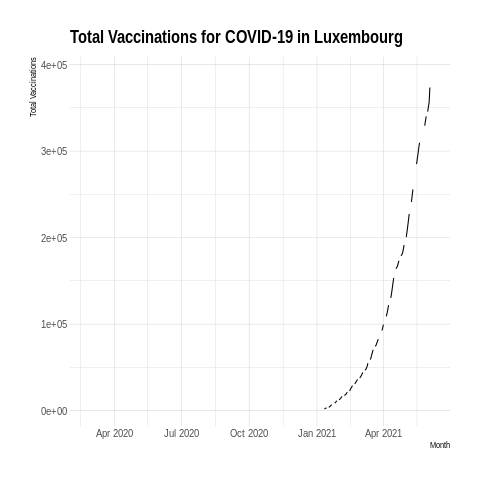 Total Vaccinations for COVID-19 in Luxembourg
Total Vaccinations
4e+05
3e+05
2e+05
1e+05
0e+00
Apr 2020 Jul 2020 Oct 2020 Jan 2021 Apr 2021
Month